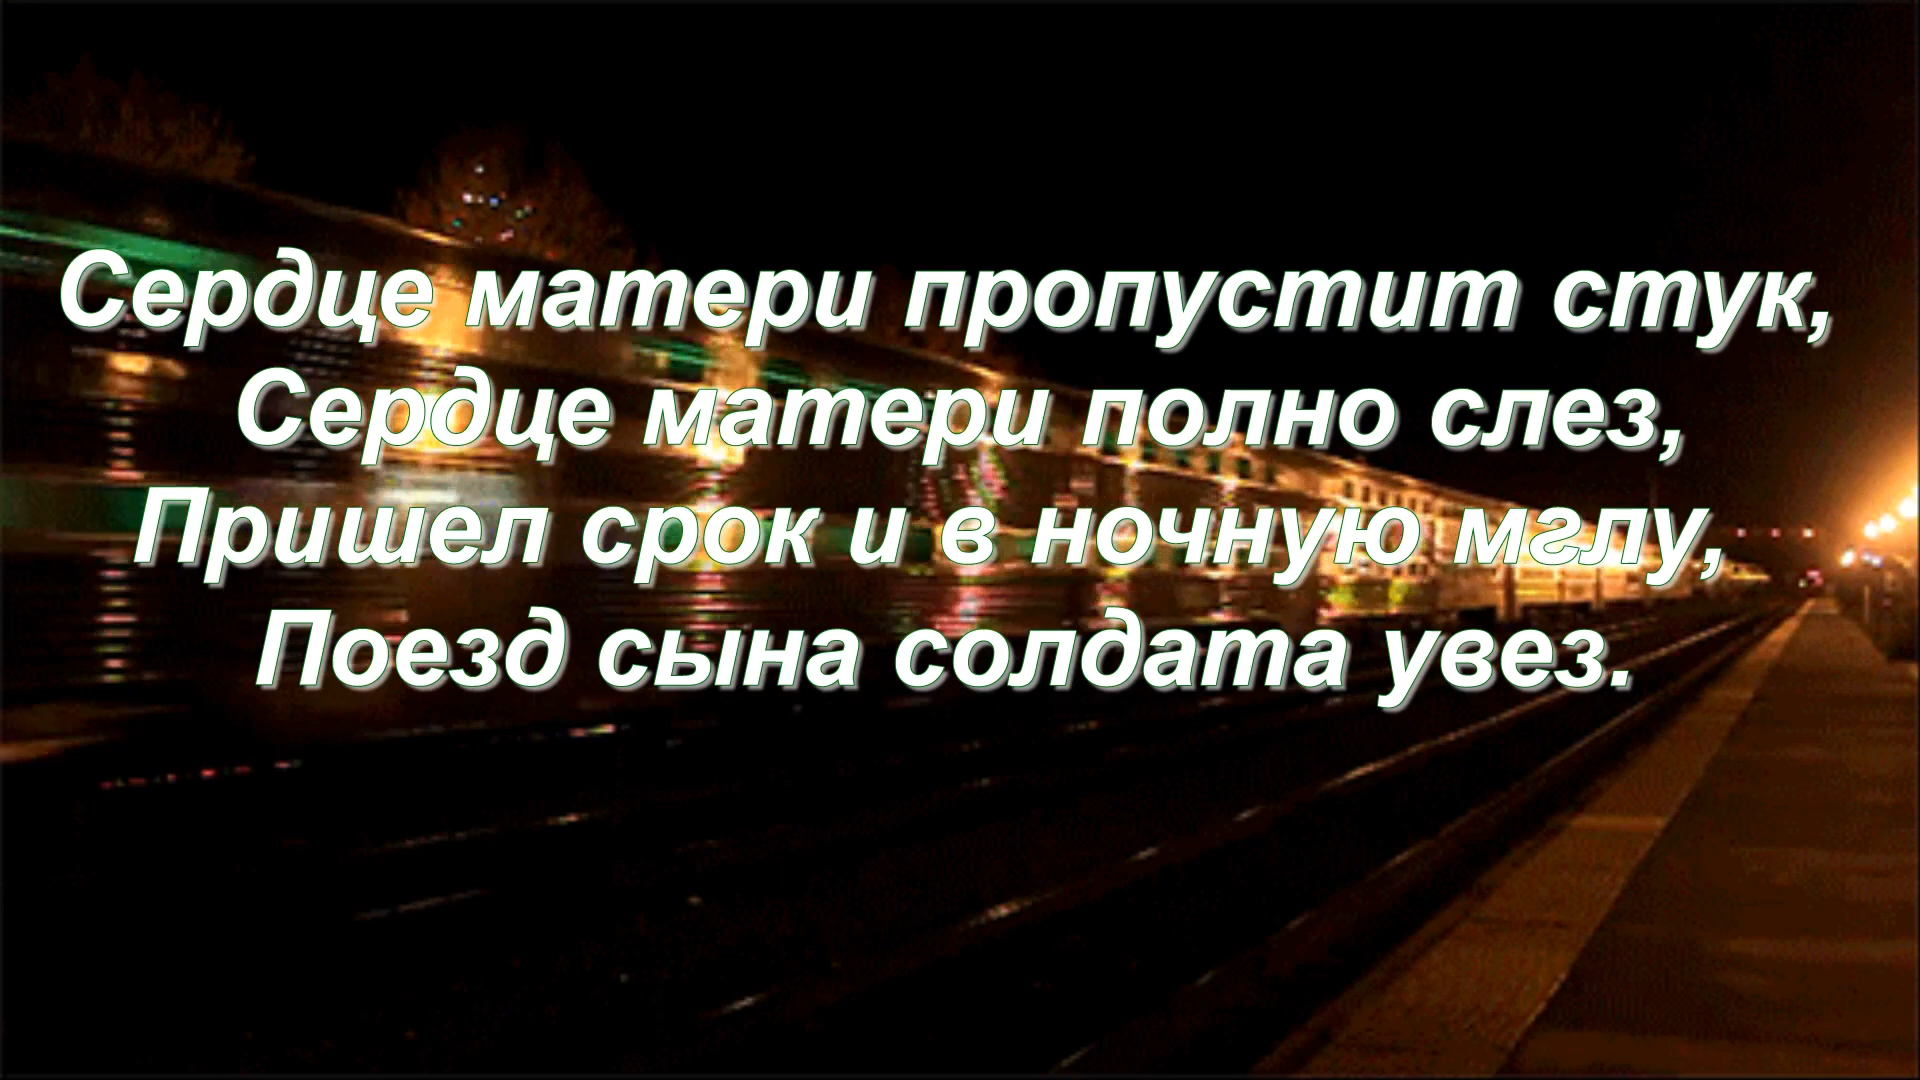 Сердце матери пропустит стук,
Сердце матери полно слез,
Пришел срок и в ночную мглу,
Поезд сына солдата увез.